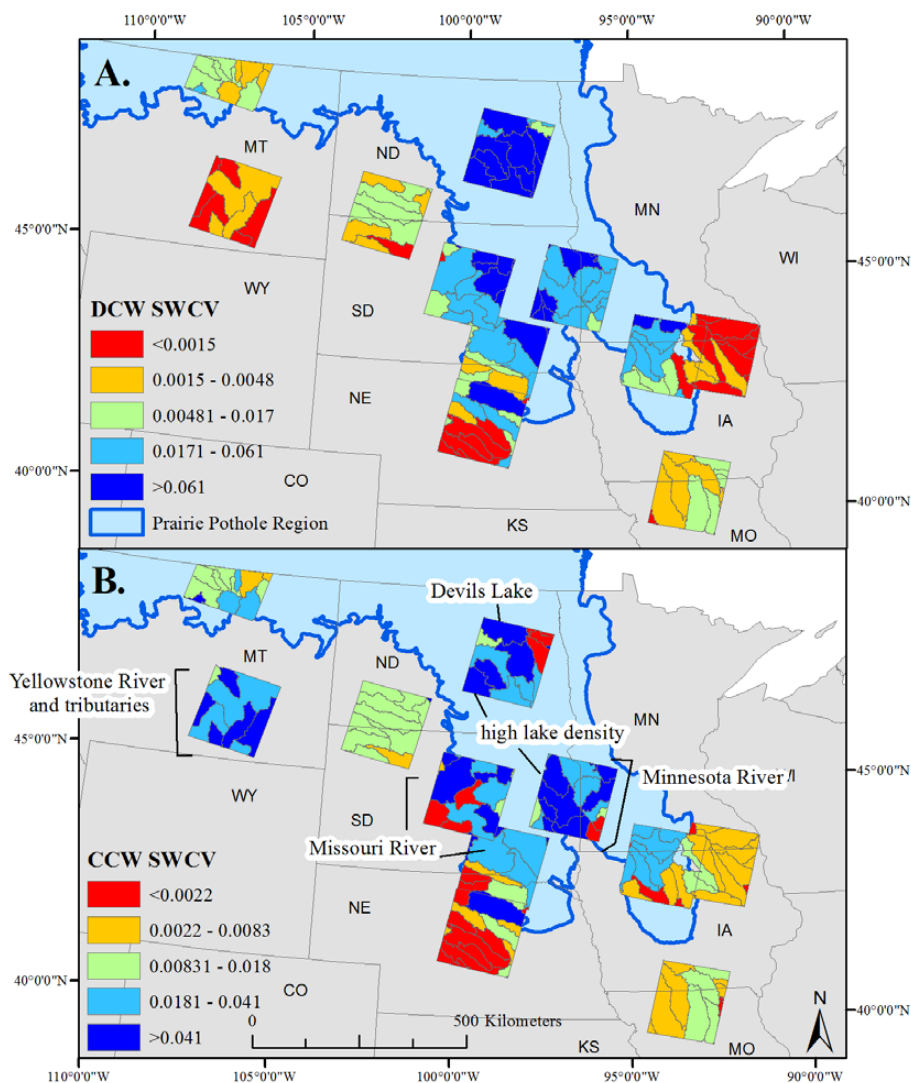 110°0'0"W 105°0'0"W 100°0'0"W 95°0'0"W 90°0'0"W
A.
MT
ND
MN
45°0'0"N
45°0'0"N
WI
WY
SD
DCW SWCV
<0.0015
0.0015 - 0.0048
0.00481 - 0.017
0.0171 - 0.061
>0.061
Prairie Pothole Region
NE
IA
40°0'0"N
40°0'0"N
CO
KS
MO
B.
Devils Lake
MT
ND
MN
Yellowstone River
and tributaries
high lake density
45°0'0"N
45°0'0"N
Minnesota River
WY
SD
Missouri River
CCW SWCV
<0.0022
0.0022 - 0.0083
0.00831 - 0.018
0.0181 - 0.041
>0.041
NE
IA
40°0'0"N
40°0'0"N
CO
0 500 Kilometers
N
KS
MO
110°0'0"W 105°0'0"W 100°0'0"W 95°0'0"W 90°0'0"W